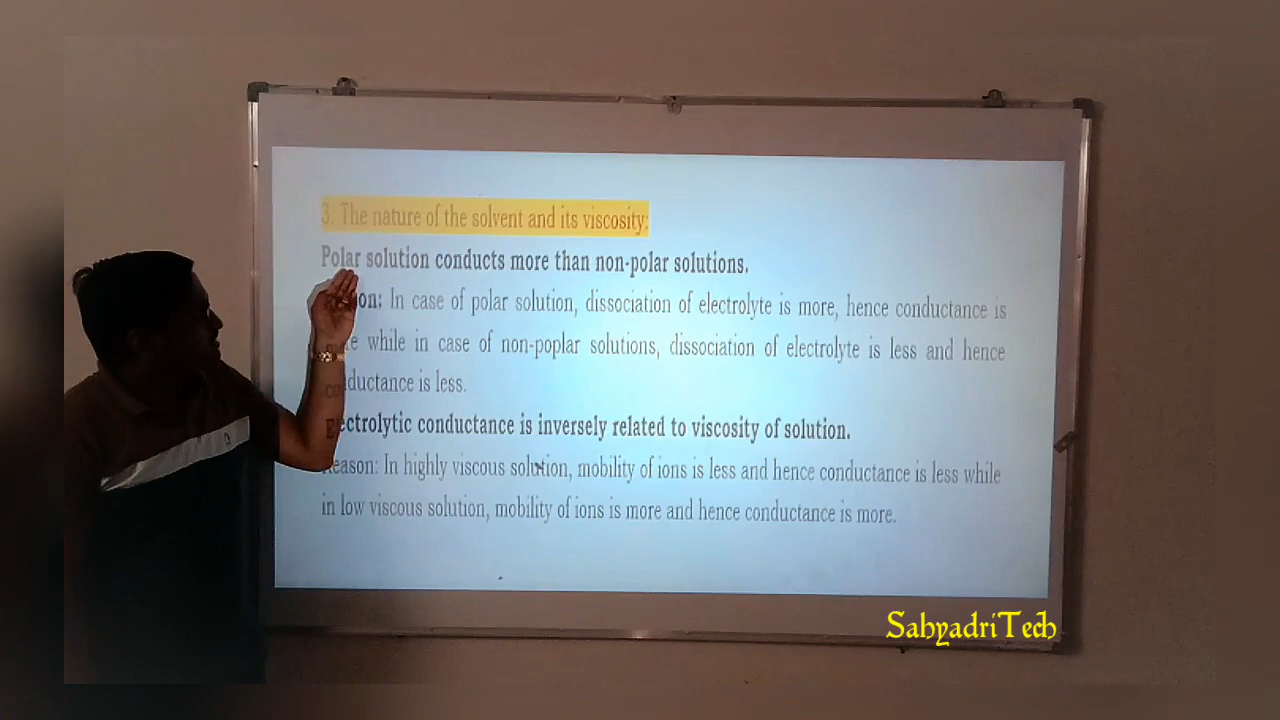 3. The nature of the solvent and its viscosity:
Polar solution conducts more than non-polar solutions.
Reason: In case of polar solution, dissociation of electrolyte is more, hence conductance is
while in case of non-poplar solutions, dissociation of electrolyte is less and hence
conductance is less.
Electrolytic conductance is inversely related to viscosity of solution.
Reason: In highly viscous solution, mobility of ions is less and hence conductance is less while
in low viscous solution, mobility of ions is more and hence conductance is more.
SahyadriTech